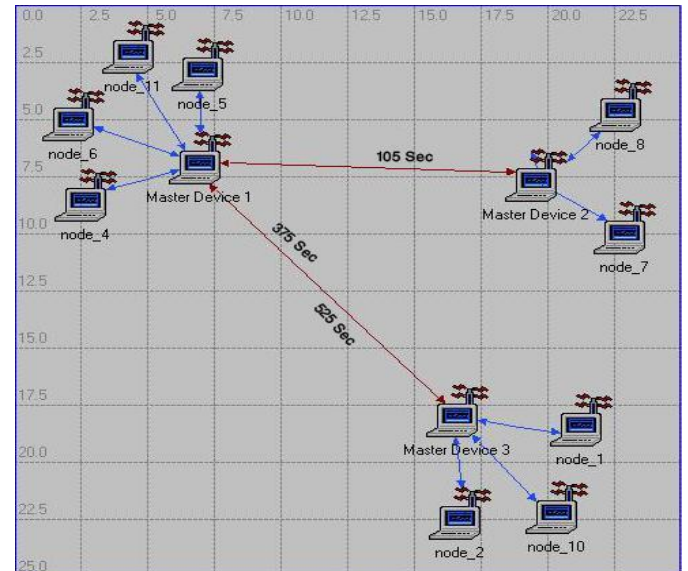 0.0 2.5 5.0 7.5 10.0 12.5 15.0 17.5 20.0 22.5
2.5
node_11
node_5
5.0
node_8
node_6
105 Sec
7.5
Master Device 1
Master Device 2
node_4
10.0
375 Sec
node_7
12.5
525 Sec
15.0
17.5
Master Device 3
20.0
node_1
22.5
node_2
node_10
25.0